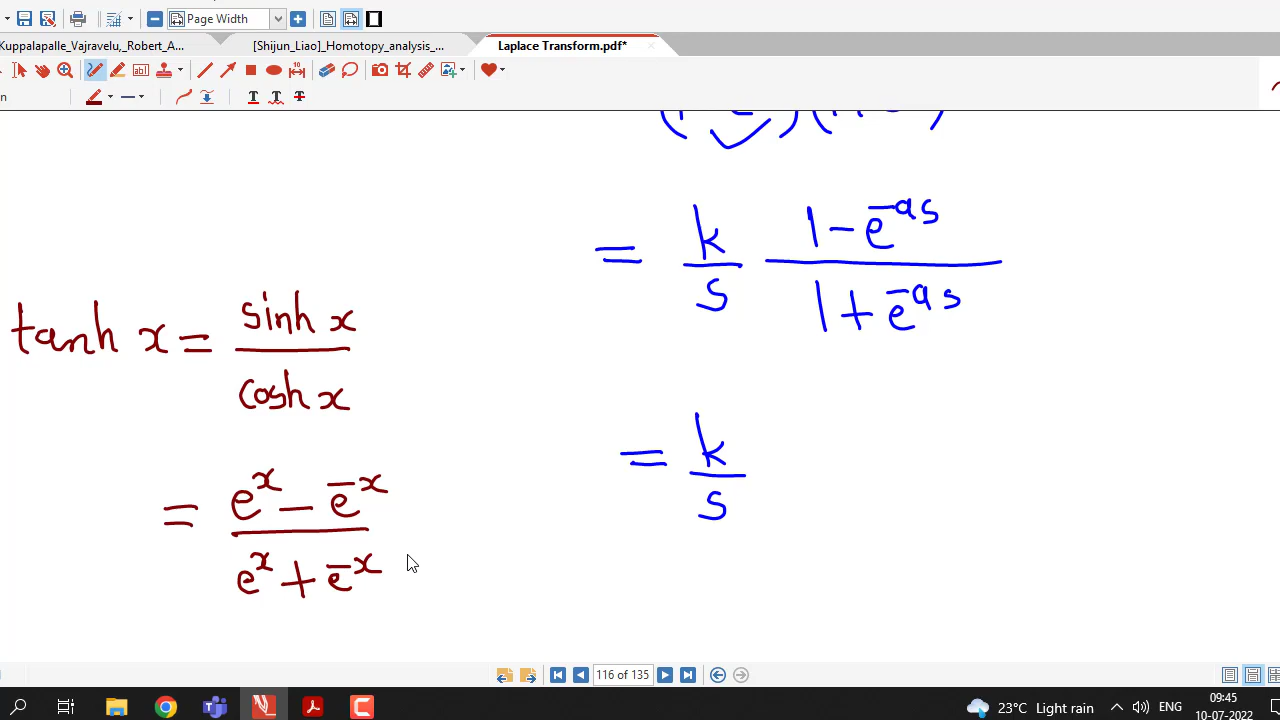 Page Width
Kuppalapalle_Vajravelu,_Robert_A... [Shijun_Liao]_Homotopy_analysis_... Laplace Transform.pdf*
= k/s (1 - e^{-as})/(1 + e^{-as})
tanh x = sinh x / cosh x
= k/s
= (e^x - e^{-x})/(e^x + e^{-x})
116 of 135
23°C Light rain ENG 09:45
10-07-2022